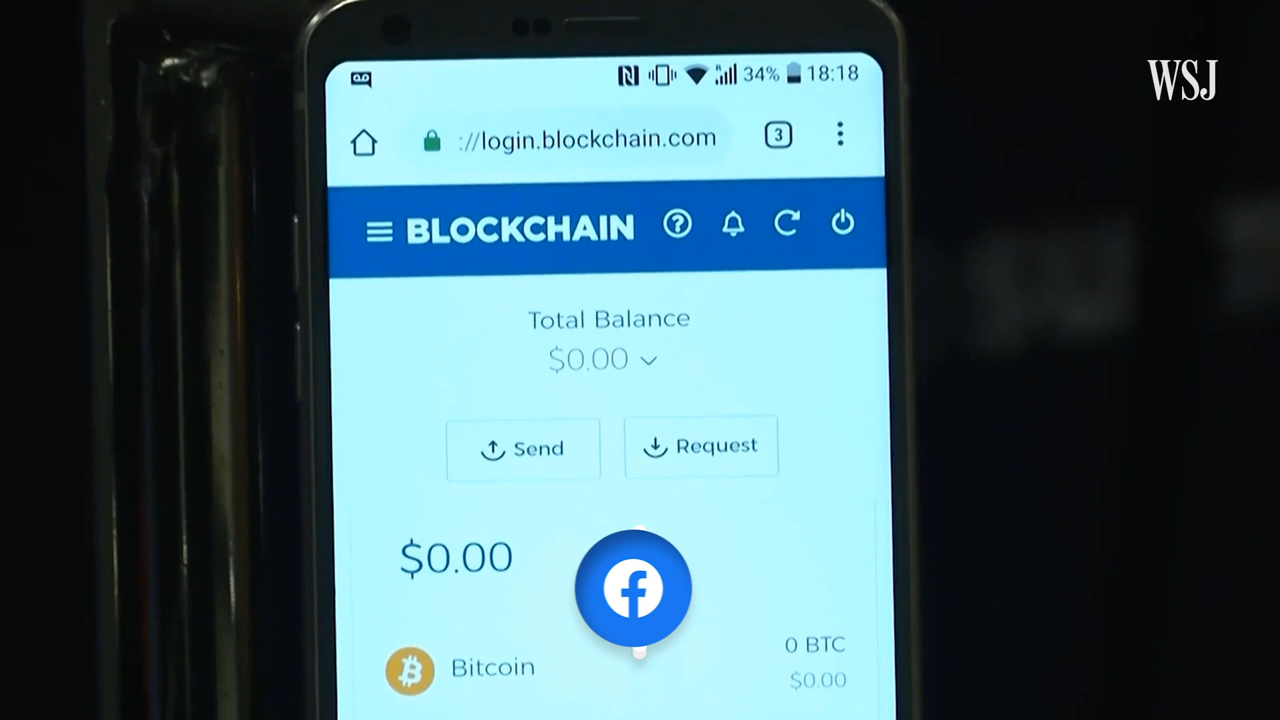 WSJ
34% 18:18
://login.blockchain.com 3
BLOCKCHAIN
Total Balance
$0.00
Send Request
$0.00
Bitcoin 0 BTC
$0.00